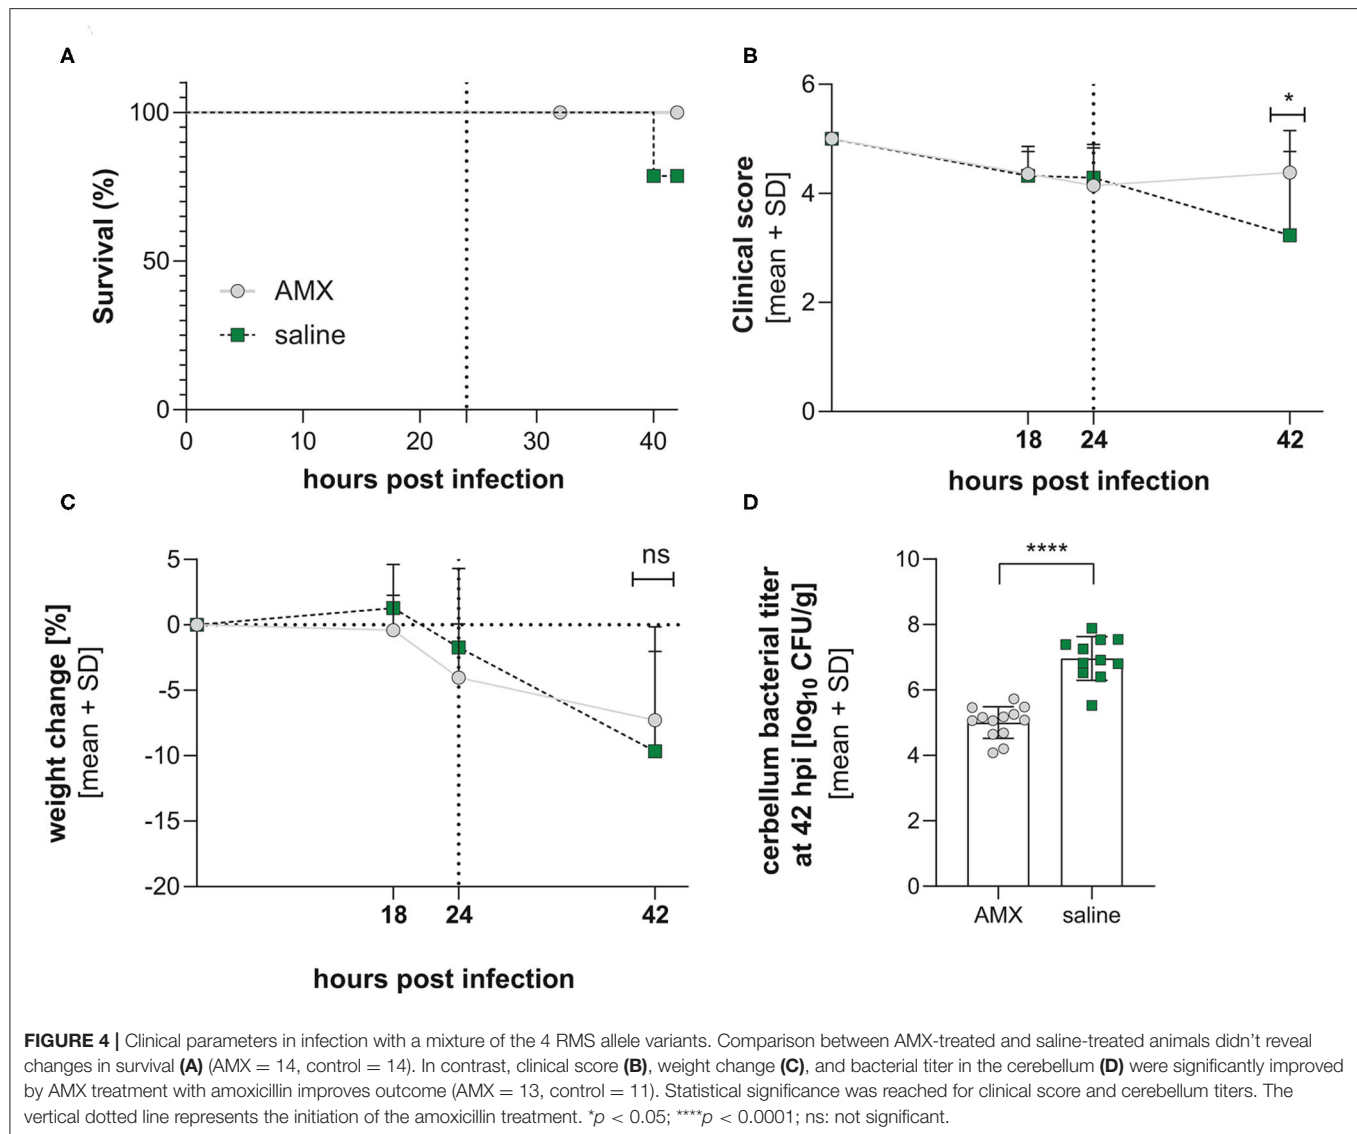 A
100
50
0
0 10 20 30 40
Survival (%)
hours post infection
AMX
saline
B
6
4
2
0
18 24 42
Clinical score
[mean + SD]
hours post infection
*
C
5
0
-5
-10
-15
-20
18 24 42
weight change [%]
[mean + SD]
hours post infection
ns
D
10
8
6
4
2
0
cerbellum bacterial titer
at 42 hpi [log10 CFU/g]
[mean + SD]
****
AMX saline
FIGURE 4 | Clinical parameters in infection with a mixture of the 4 RMS allele variants. Comparison between AMX-treated and saline-treated animals didn't reveal
changes in survival (A) (AMX = 14, control = 14). In contrast, clinical score (B), weight change (C), and bacterial titer in the cerebellum (D) were significantly improved
by AMX treatment with amoxicillin improves outcome (AMX = 13, control = 11). Statistical significance was reached for clinical score and cerebellum titers. The
vertical dotted line represents the initiation of the amoxicillin treatment. *p < 0.05; ****p < 0.0001; ns: not significant.